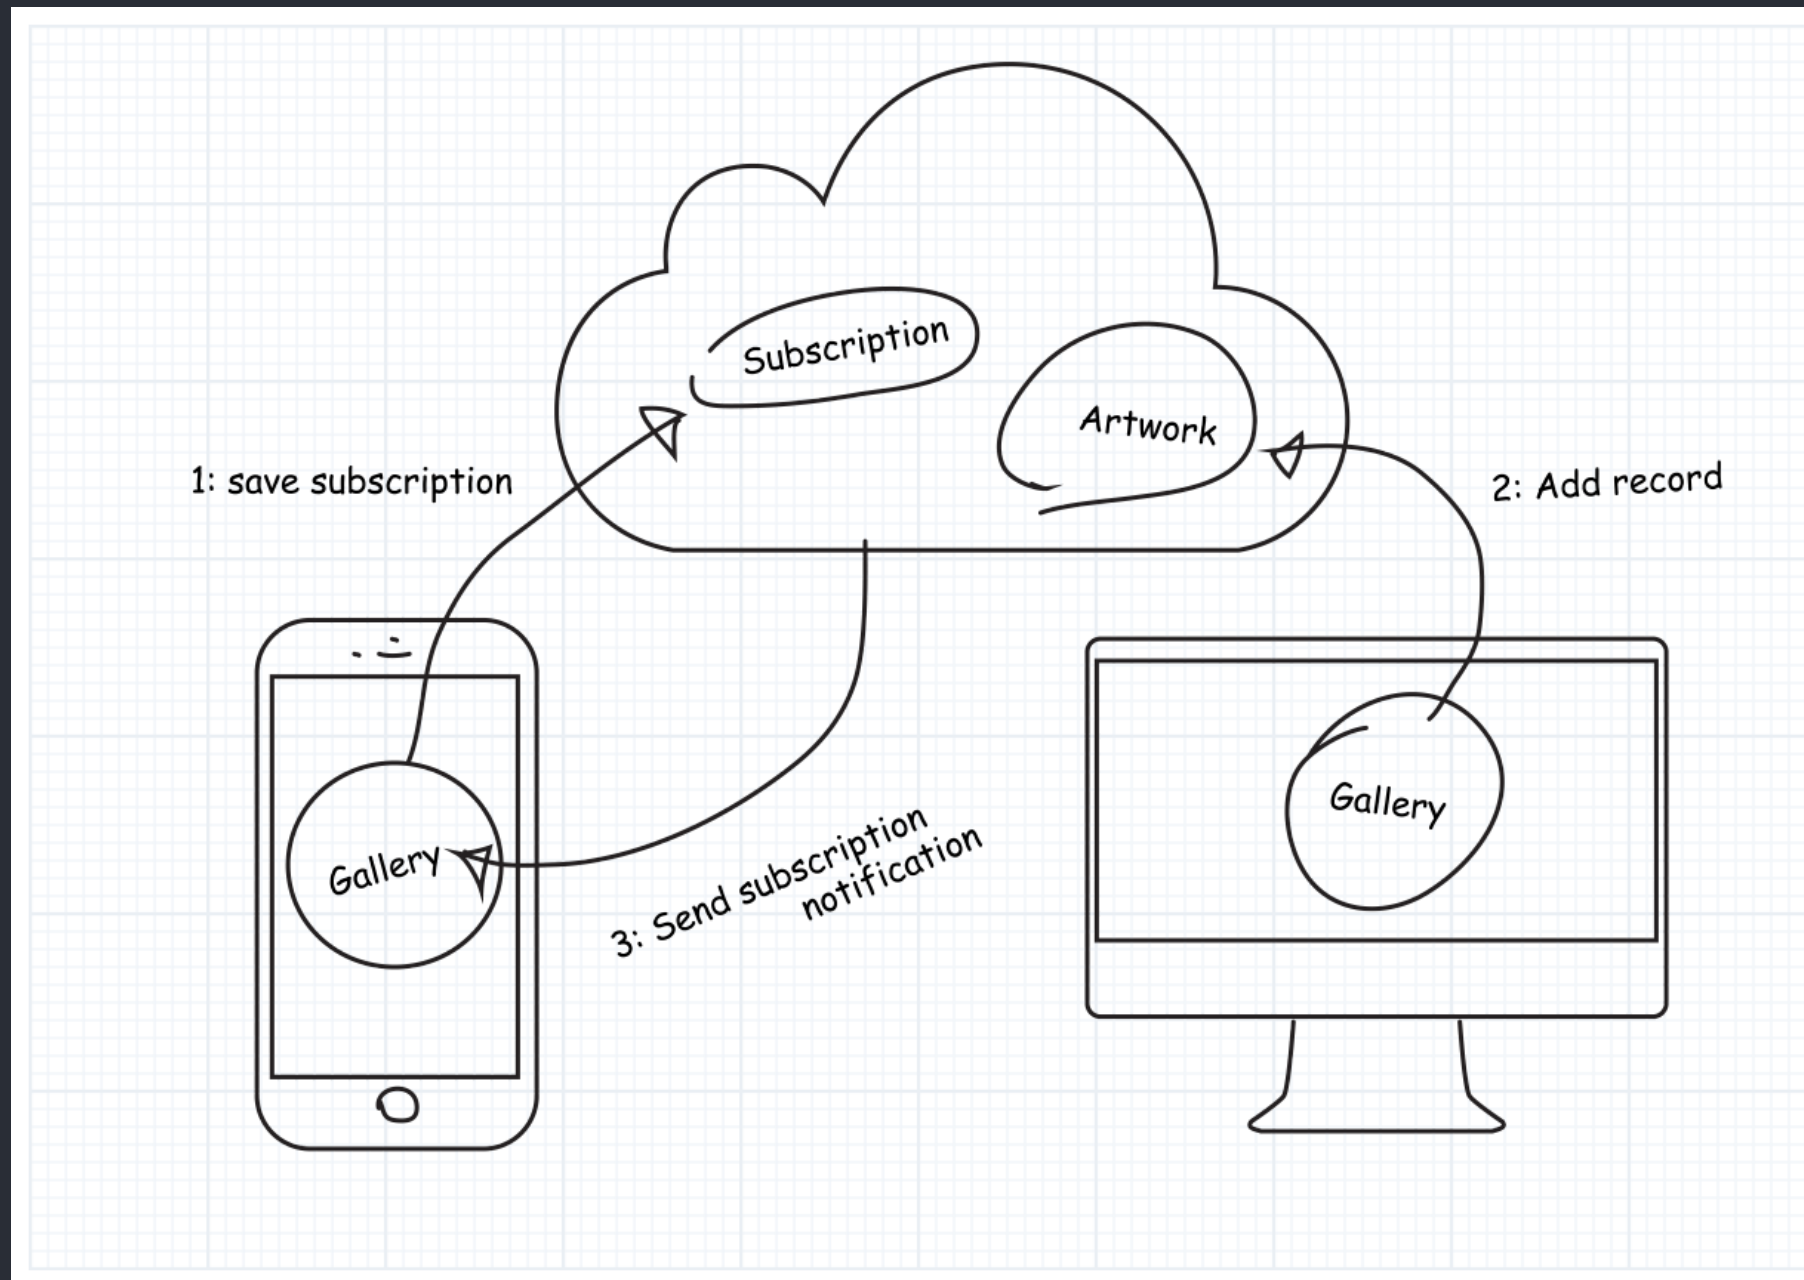 Subscription
Artwork
1: save subscription
2: Add record
Gallery
Gallery
3: Send subscription
notification